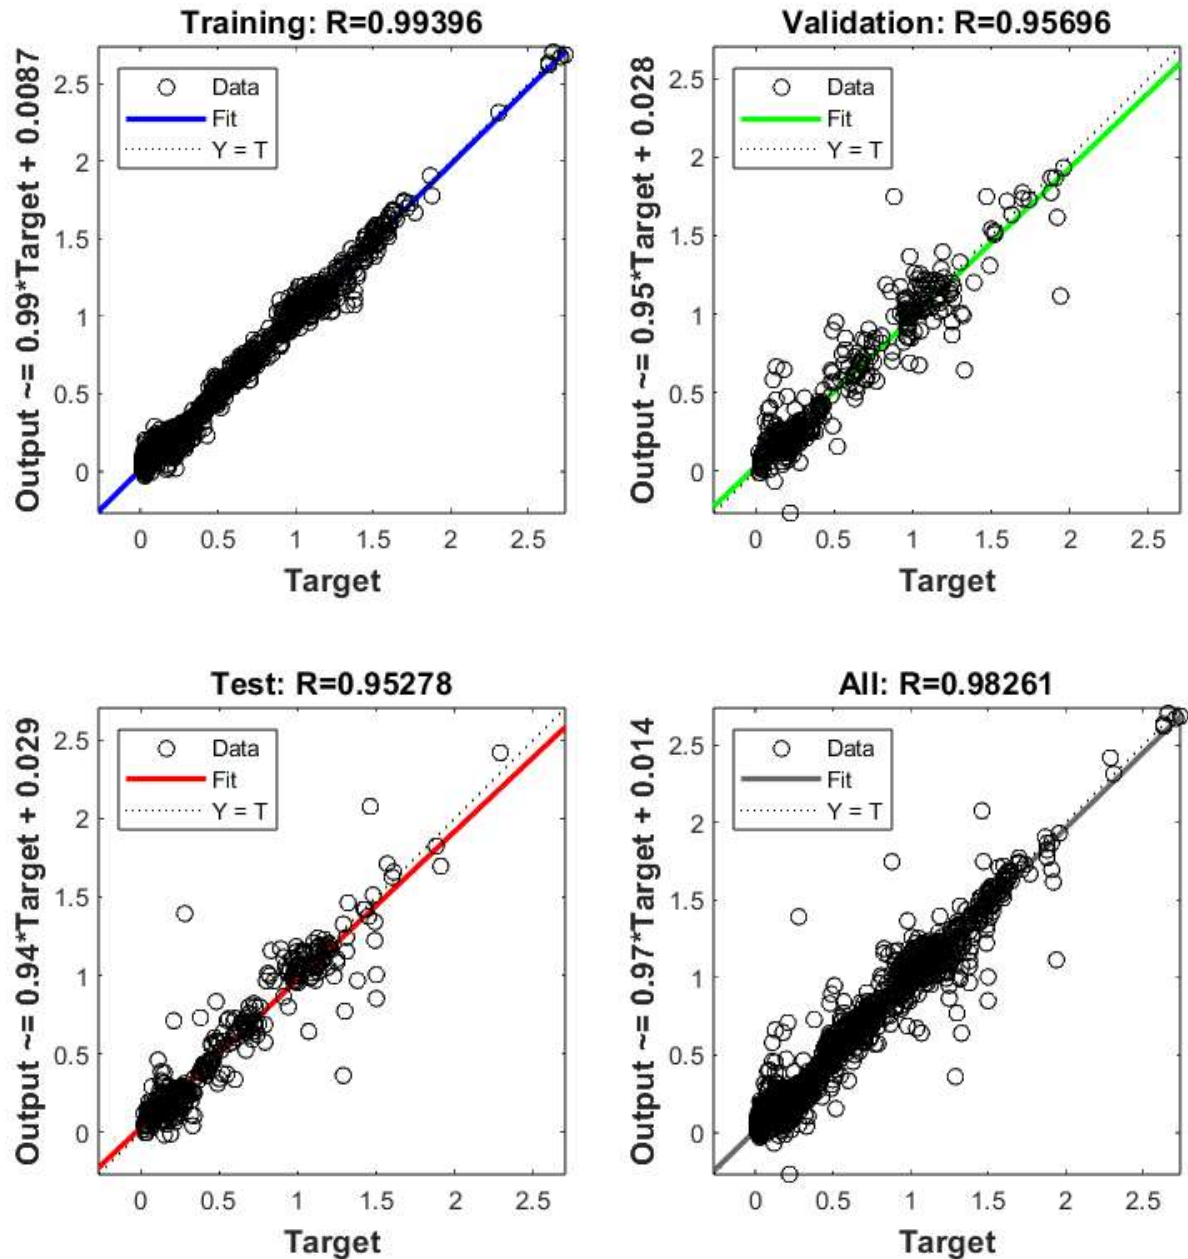 Training: R=0.99396
Output ~= 0.99*Target + 0.0087
2.5
2
1.5
1
0.5
0
Data
Fit
Y = T
0 0.5 1 1.5 2 2.5
Target
Validation: R=0.95696
Output ~= 0.95*Target + 0.028
2.5
2
1.5
1
0.5
0
Data
Fit
Y = T
0 0.5 1 1.5 2 2.5
Target
Test: R=0.95278
Output ~= 0.94*Target + 0.029
2.5
2
1.5
1
0.5
0
Data
Fit
Y = T
0 0.5 1 1.5 2 2.5
Target
All: R=0.98261
Output ~= 0.97*Target + 0.014
2.5
2
1.5
1
0.5
0
Data
Fit
Y = T
0 0.5 1 1.5 2 2.5
Target